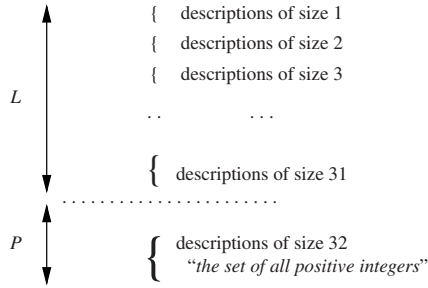 { descriptions of size 1
{ descriptions of size 2
{ descriptions of size 3
L
. . . . .
{ descriptions of size 31
. . . . . . . . . . . . . . . . . . . . . . . .
P
{ descriptions of size 32
“the set of all positive integers”